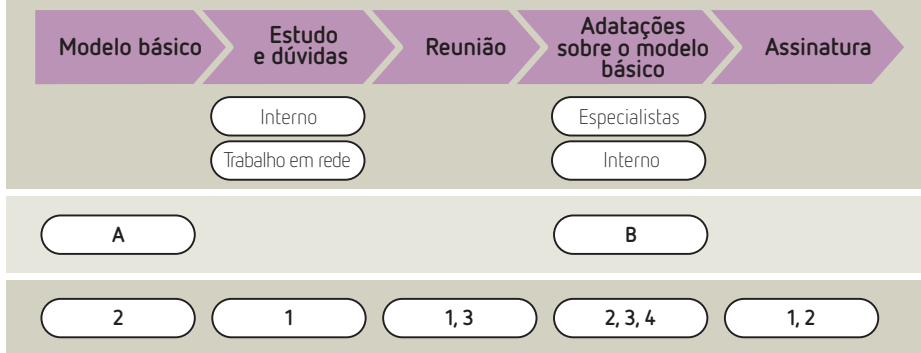 Modelo básico
Estudo
e dúvidas
Reunião
Adatações
sobre o modelo
básico
Assinatura
Interno
Trabalho em rede
Especialistas
Interno
A
B
2
1
1, 3
2, 3, 4
1, 2